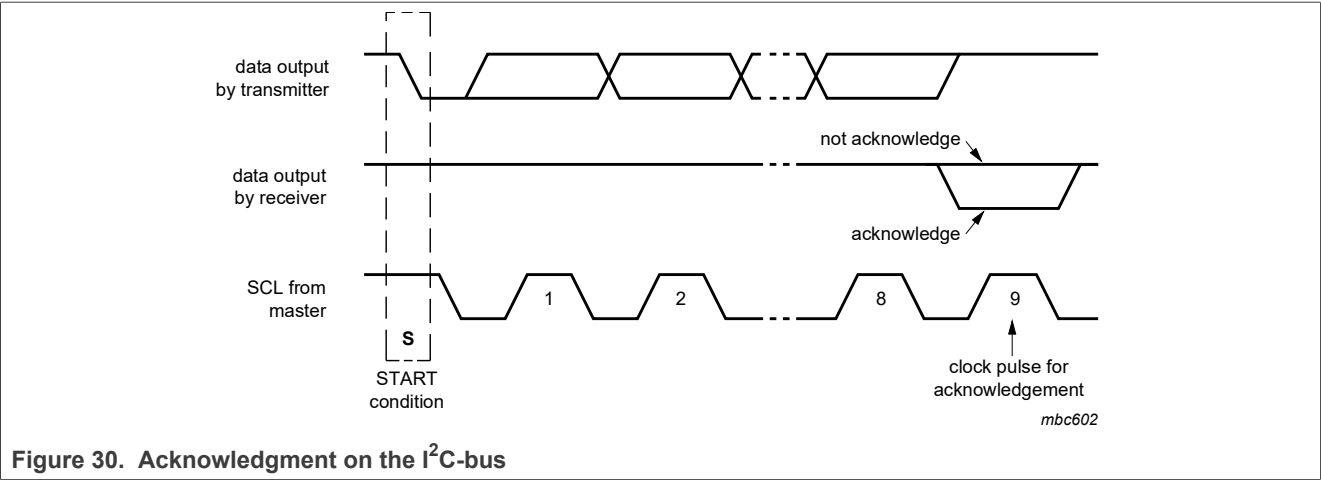 data output
by transmitter
not acknowledge
data output
by receiver
acknowledge
SCL from
master
1
2
8
9
S
START
condition
clock pulse for
acknowledgement
mbc602
Figure 30. Acknowledgment on the I²C-bus